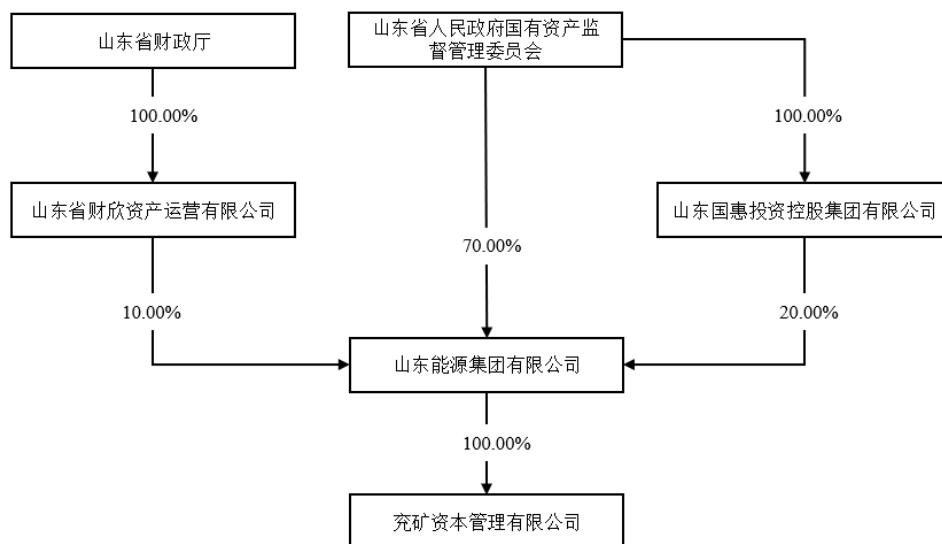 山东省财政厅
山东省人民政府国有资产监
督管理委员会
100.00%
100.00%
山东省财欣资产运营有限公司
山东国惠投资控股集团有限公司
70.00%
10.00%
20.00%
山东能源集团有限公司
100.00%
兖矿资本管理有限公司